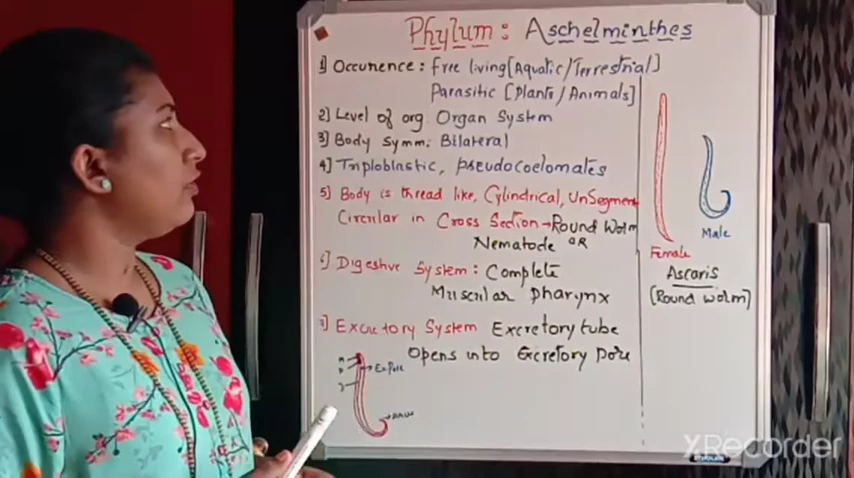 Phylum : Aschelminthes
1] Occurence : Free living [Aquatic/Terrestrial]
Parasitic [Plants/Animals]
2] Level of org. Organ System
3] Body Symm: Bilateral
4] Triploblastic, pseudocoelomates
5] Body is thread like, Cylindrical, UnSegment
Circular in Cross Section → Round Worm
Nematode OR
6] Digestive System : Complete
Muscular pharynx
7] Excretory System Excretory tube
Opens into Excretory Pore
M
P
I
→ Ex.Pore
Female
Male
Ascaris
[Round worm]
XRecorder